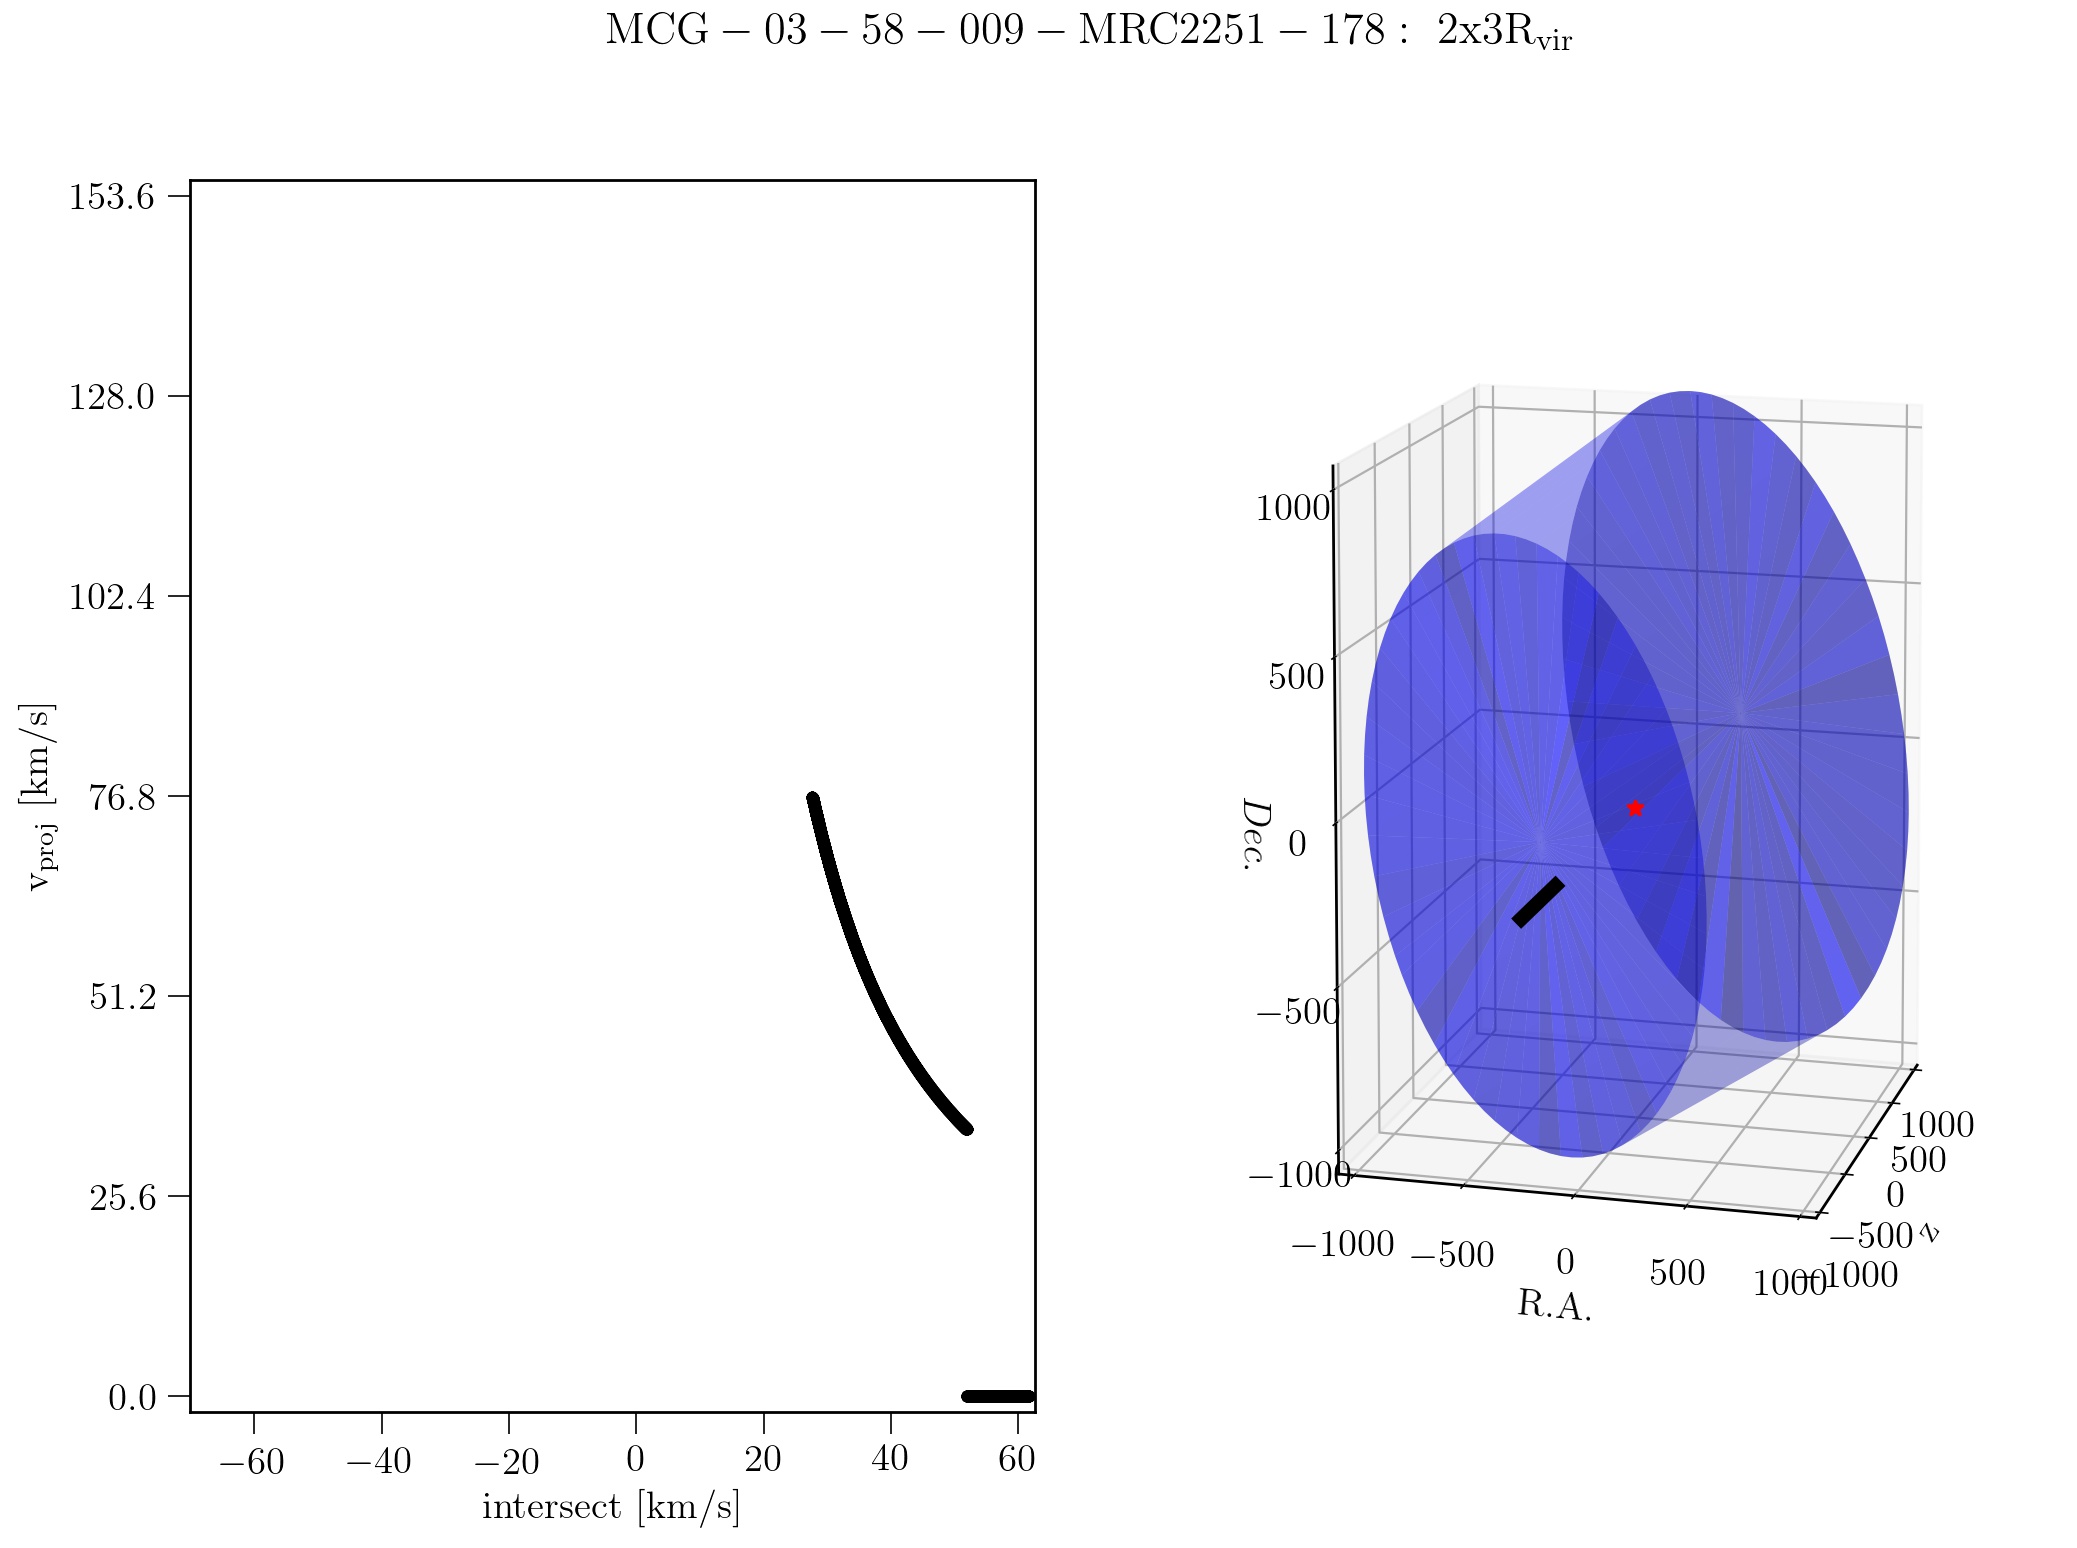 MCG − 03 − 58 − 009 − MRC2251 − 178 : 2x3Rvir
153.6
128.0
102.4
76.8
51.2
25.6
0.0
vproj [km/s]
−60 −40 −20 0 20 40 60
intersect [km/s]
1000
500
0
−500
−1000
Dec.
−1000 −500 0 500 1000
R.A.
1000
500
0
−500
−1000
z